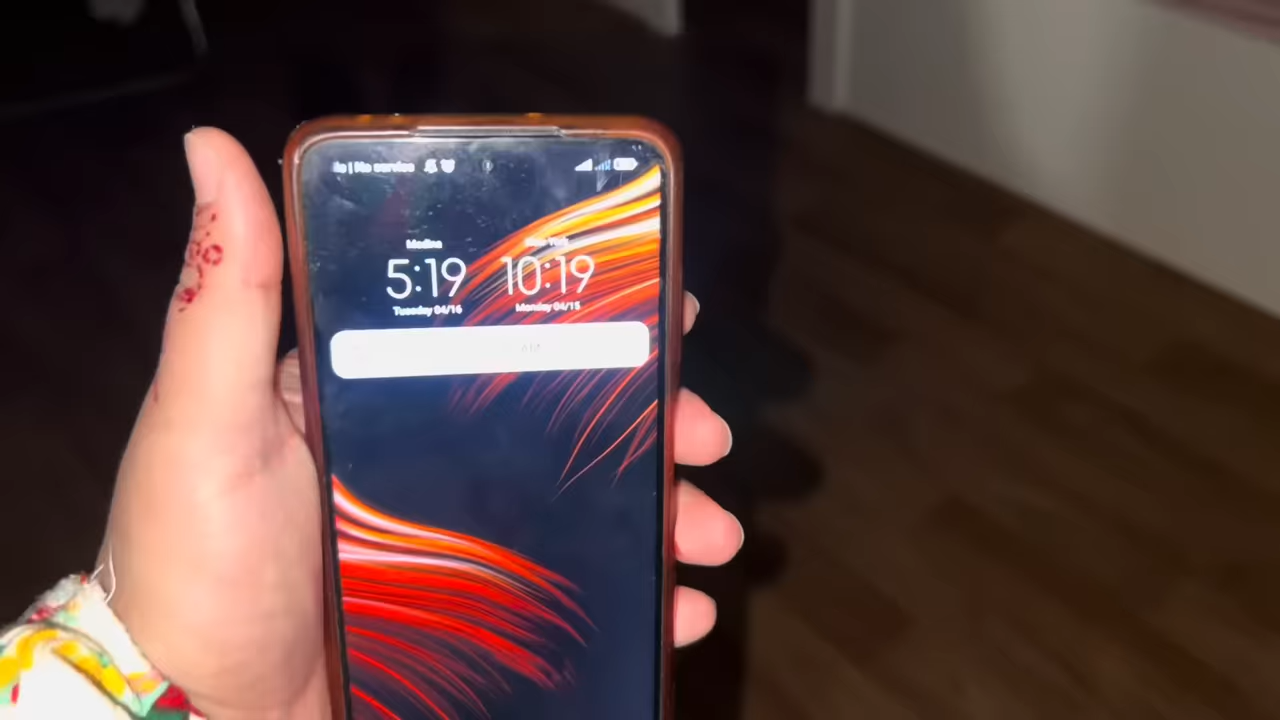 No service
Medina
New York
5:19
10:19
Tuesday 04/16
Monday 04/15